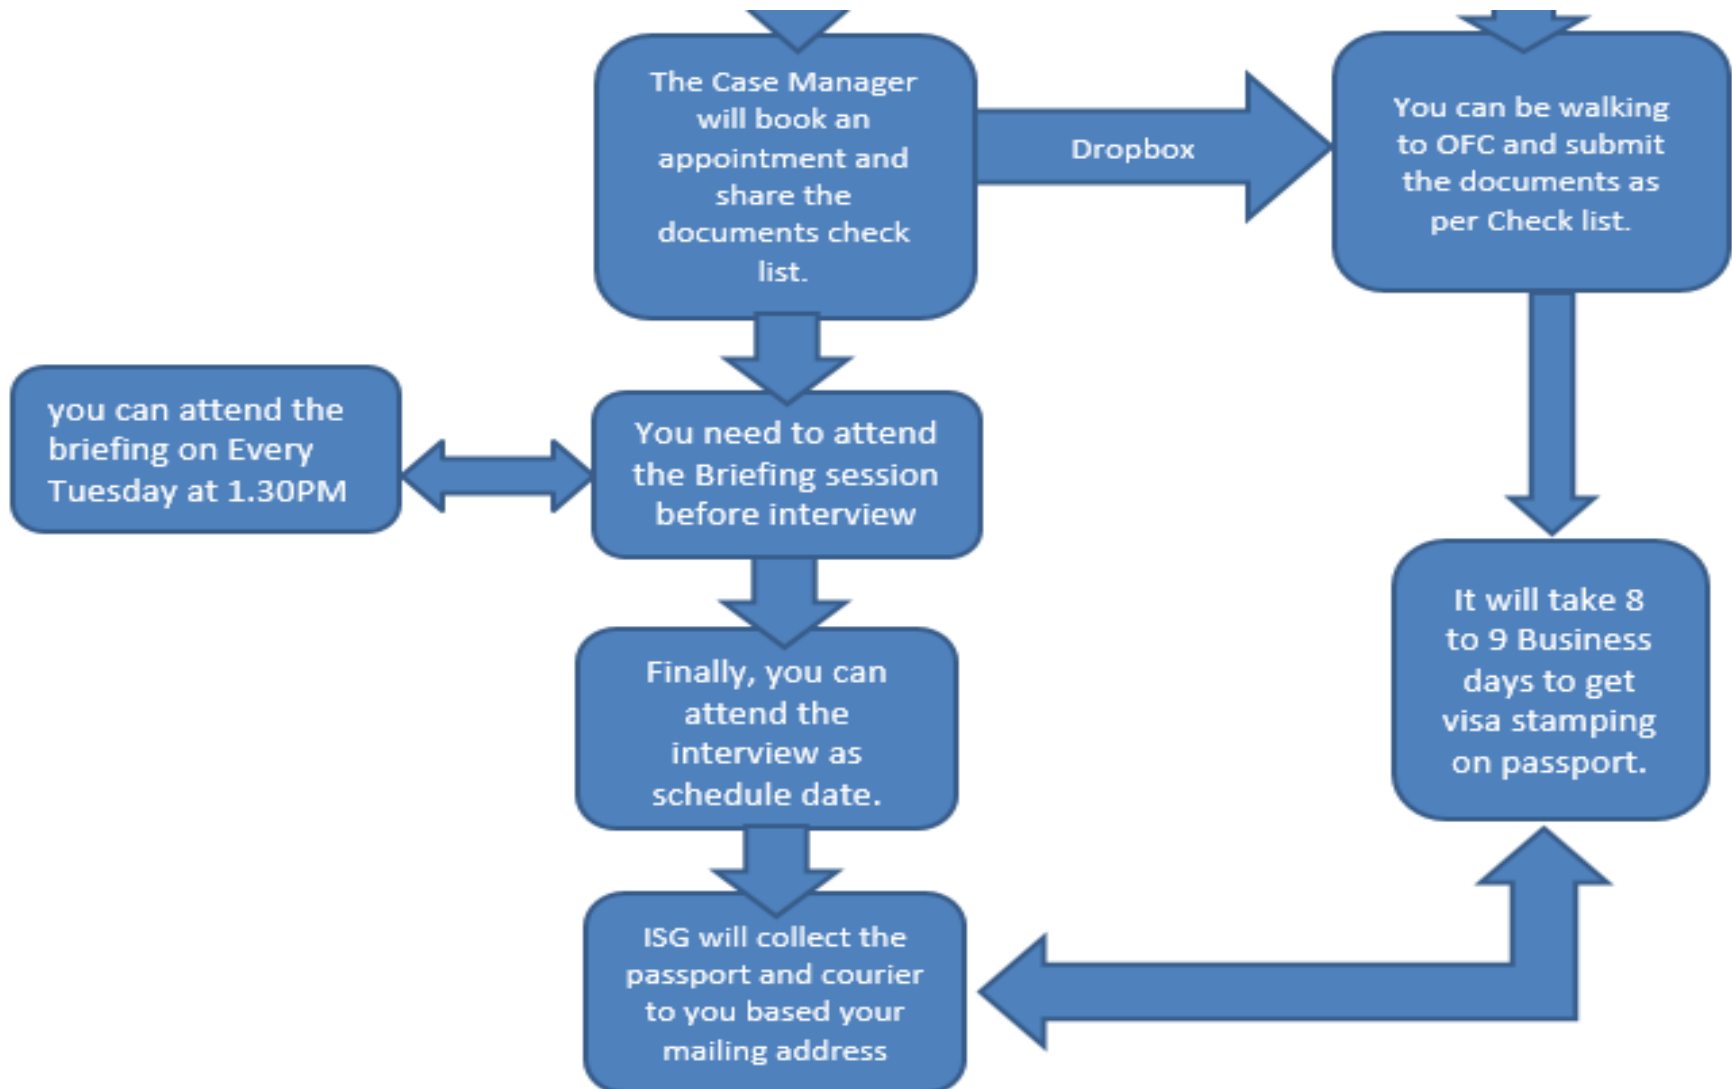 The Case Manager
will book an
appointment and
share the
documents check
list.
Dropbox
You can be walking
to OFC and submit
the documents as
per Check list.
you can attend the
briefing on Every
Tuesday at 1.30PM
You need to attend
the Briefing session
before interview
It will take 8
to 9 Business
days to get
visa stamping
on passport.
Finally, you can
attend the
interview as
schedule date.
ISG will collect the
passport and courier
to you based your
mailing address